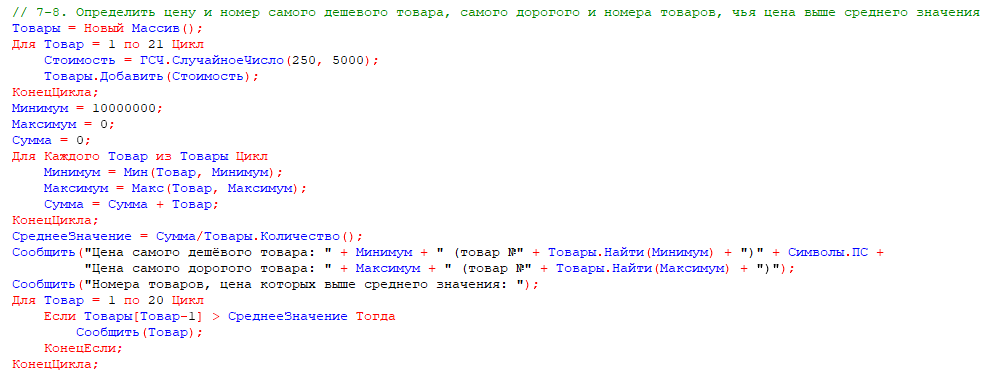 // 7-8. Определить цену и номер самого дешевого товара, самого дорогого и номера товаров, чья цена выше среднего значения
Товары = Новый Массив();
Для Товар = 1 по 21 Цикл
    Стоимость = ГСЧ.СлучайноеЧисло(250, 5000);
    Товары.Добавить(Стоимость);
КонецЦикла;
Минимум = 10000000;
Максимум = 0;
Сумма = 0;
Для Каждого Товар из Товары Цикл
    Минимум = Мин(Товар, Минимум);
    Максимум = Макс(Товар, Максимум);
    Сумма = Сумма + Товар;
КонецЦикла;
СреднееЗначение = Сумма/Товары.Количество();
Сообщить("Цена самого дешёвого товара: " + Минимум + " (товар №" + Товары.Найти(Минимум) + ")" + Символы.ПС +
         "Цена самого дорогого товара: " + Максимум + " (товар №" + Товары.Найти(Максимум) + ")");
Сообщить("Номера товаров, цена которых выше среднего значения: ");
Для Товар = 1 по 20 Цикл
    Если Товары[Товар-1] > СреднееЗначение Тогда
        Сообщить(Товар);
    КонецЕсли;
КонецЦикла;